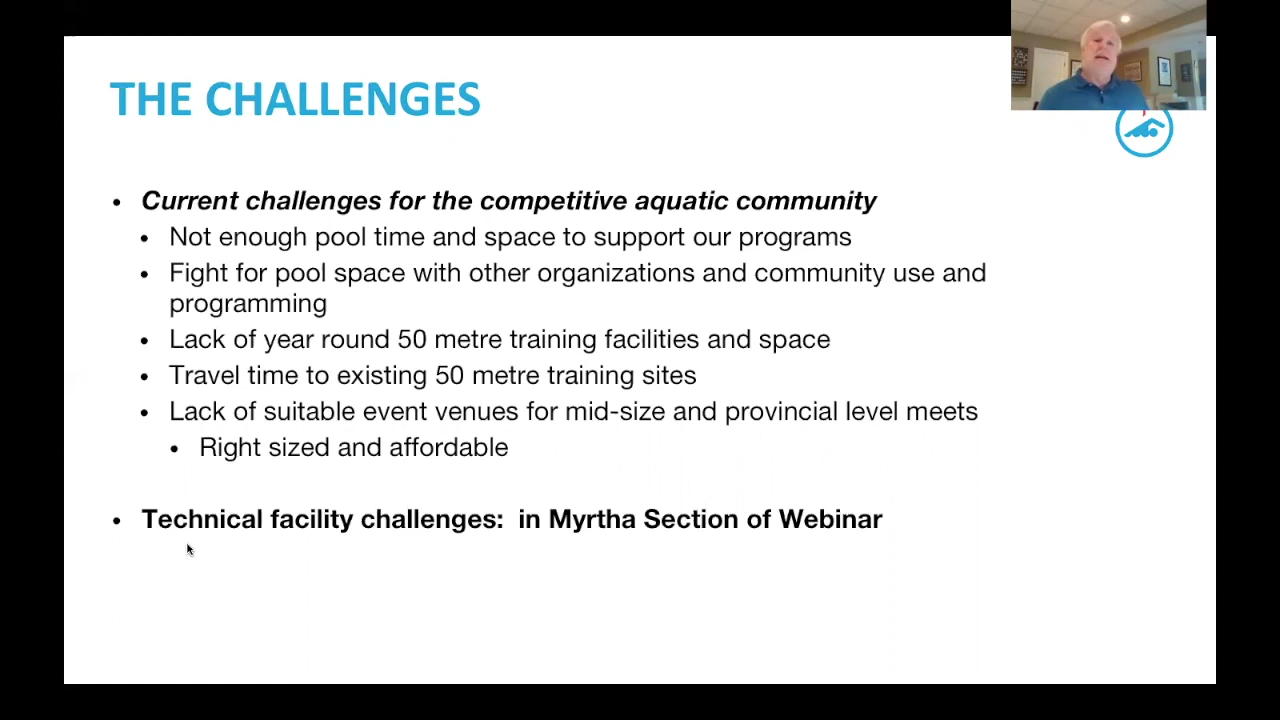 THE CHALLENGES
• Current challenges for the competitive aquatic community
• Not enough pool time and space to support our programs
• Fight for pool space with other organizations and community use and
programming
• Lack of year round 50 metre training facilities and space
• Travel time to existing 50 metre training sites
• Lack of suitable event venues for mid-size and provincial level meets
• Right sized and affordable
• Technical facility challenges:  in Myrtha Section of Webinar